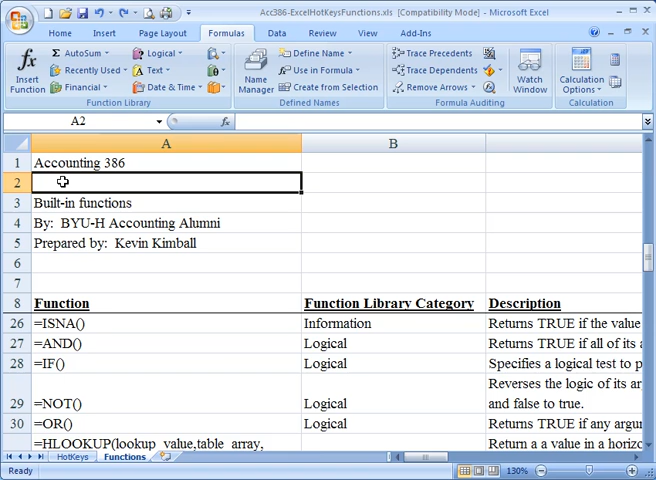 Acc386-ExcelHotKeysFunctions.xls [Compatibility Mode] - Microsoft Excel
Home Insert Page Layout Formulas Data Review View Add-Ins
fx Insert Function
Σ AutoSum
Recently Used
Financial
Logical
Text
Date & Time
Function Library
Name Manager
Define Name
Use in Formula
Create from Selection
Defined Names
Trace Precedents
Trace Dependents
Remove Arrows
Formula Auditing
Watch Window
Calculation Options
Calculation
A2 fx
A B
1 Accounting 386
2
3 Built-in functions
4 By: BYU-H Accounting Alumni
5 Prepared by: Kevin Kimball
6
7
8 Function Function Library Category Description
26 =ISNA() Information Returns TRUE if the value
27 =AND() Logical Returns TRUE if all of its
28 =IF() Logical Specifies a logical test to
Reverses the logic of its
29 =NOT() Logical and false to true.
30 =OR() Logical Returns TRUE if any
=HLOOKUP(lookup_value,table_array, Return a a value in a
HotKeys Functions
Ready 130%